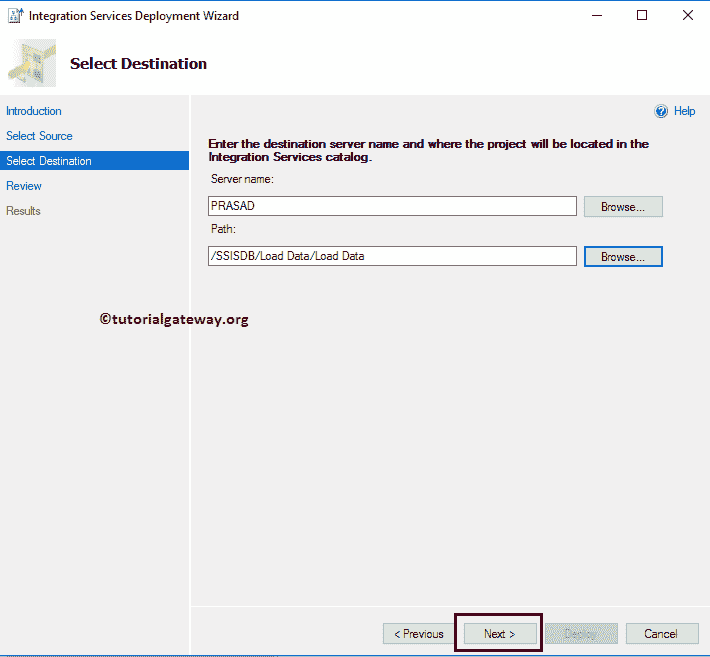 Integration Services Deployment Wizard
Select Destination
Introduction
Select Source
Select Destination
Review
Results
Help
Enter the destination server name and where the project will be located in the
Integration Services catalog.
Server name:
PRASAD
Browse...
Path:
/SSISDB/Load Data/Load Data
Browse...
©tutorialgateway.org
< Previous
Next >
Deploy
Cancel